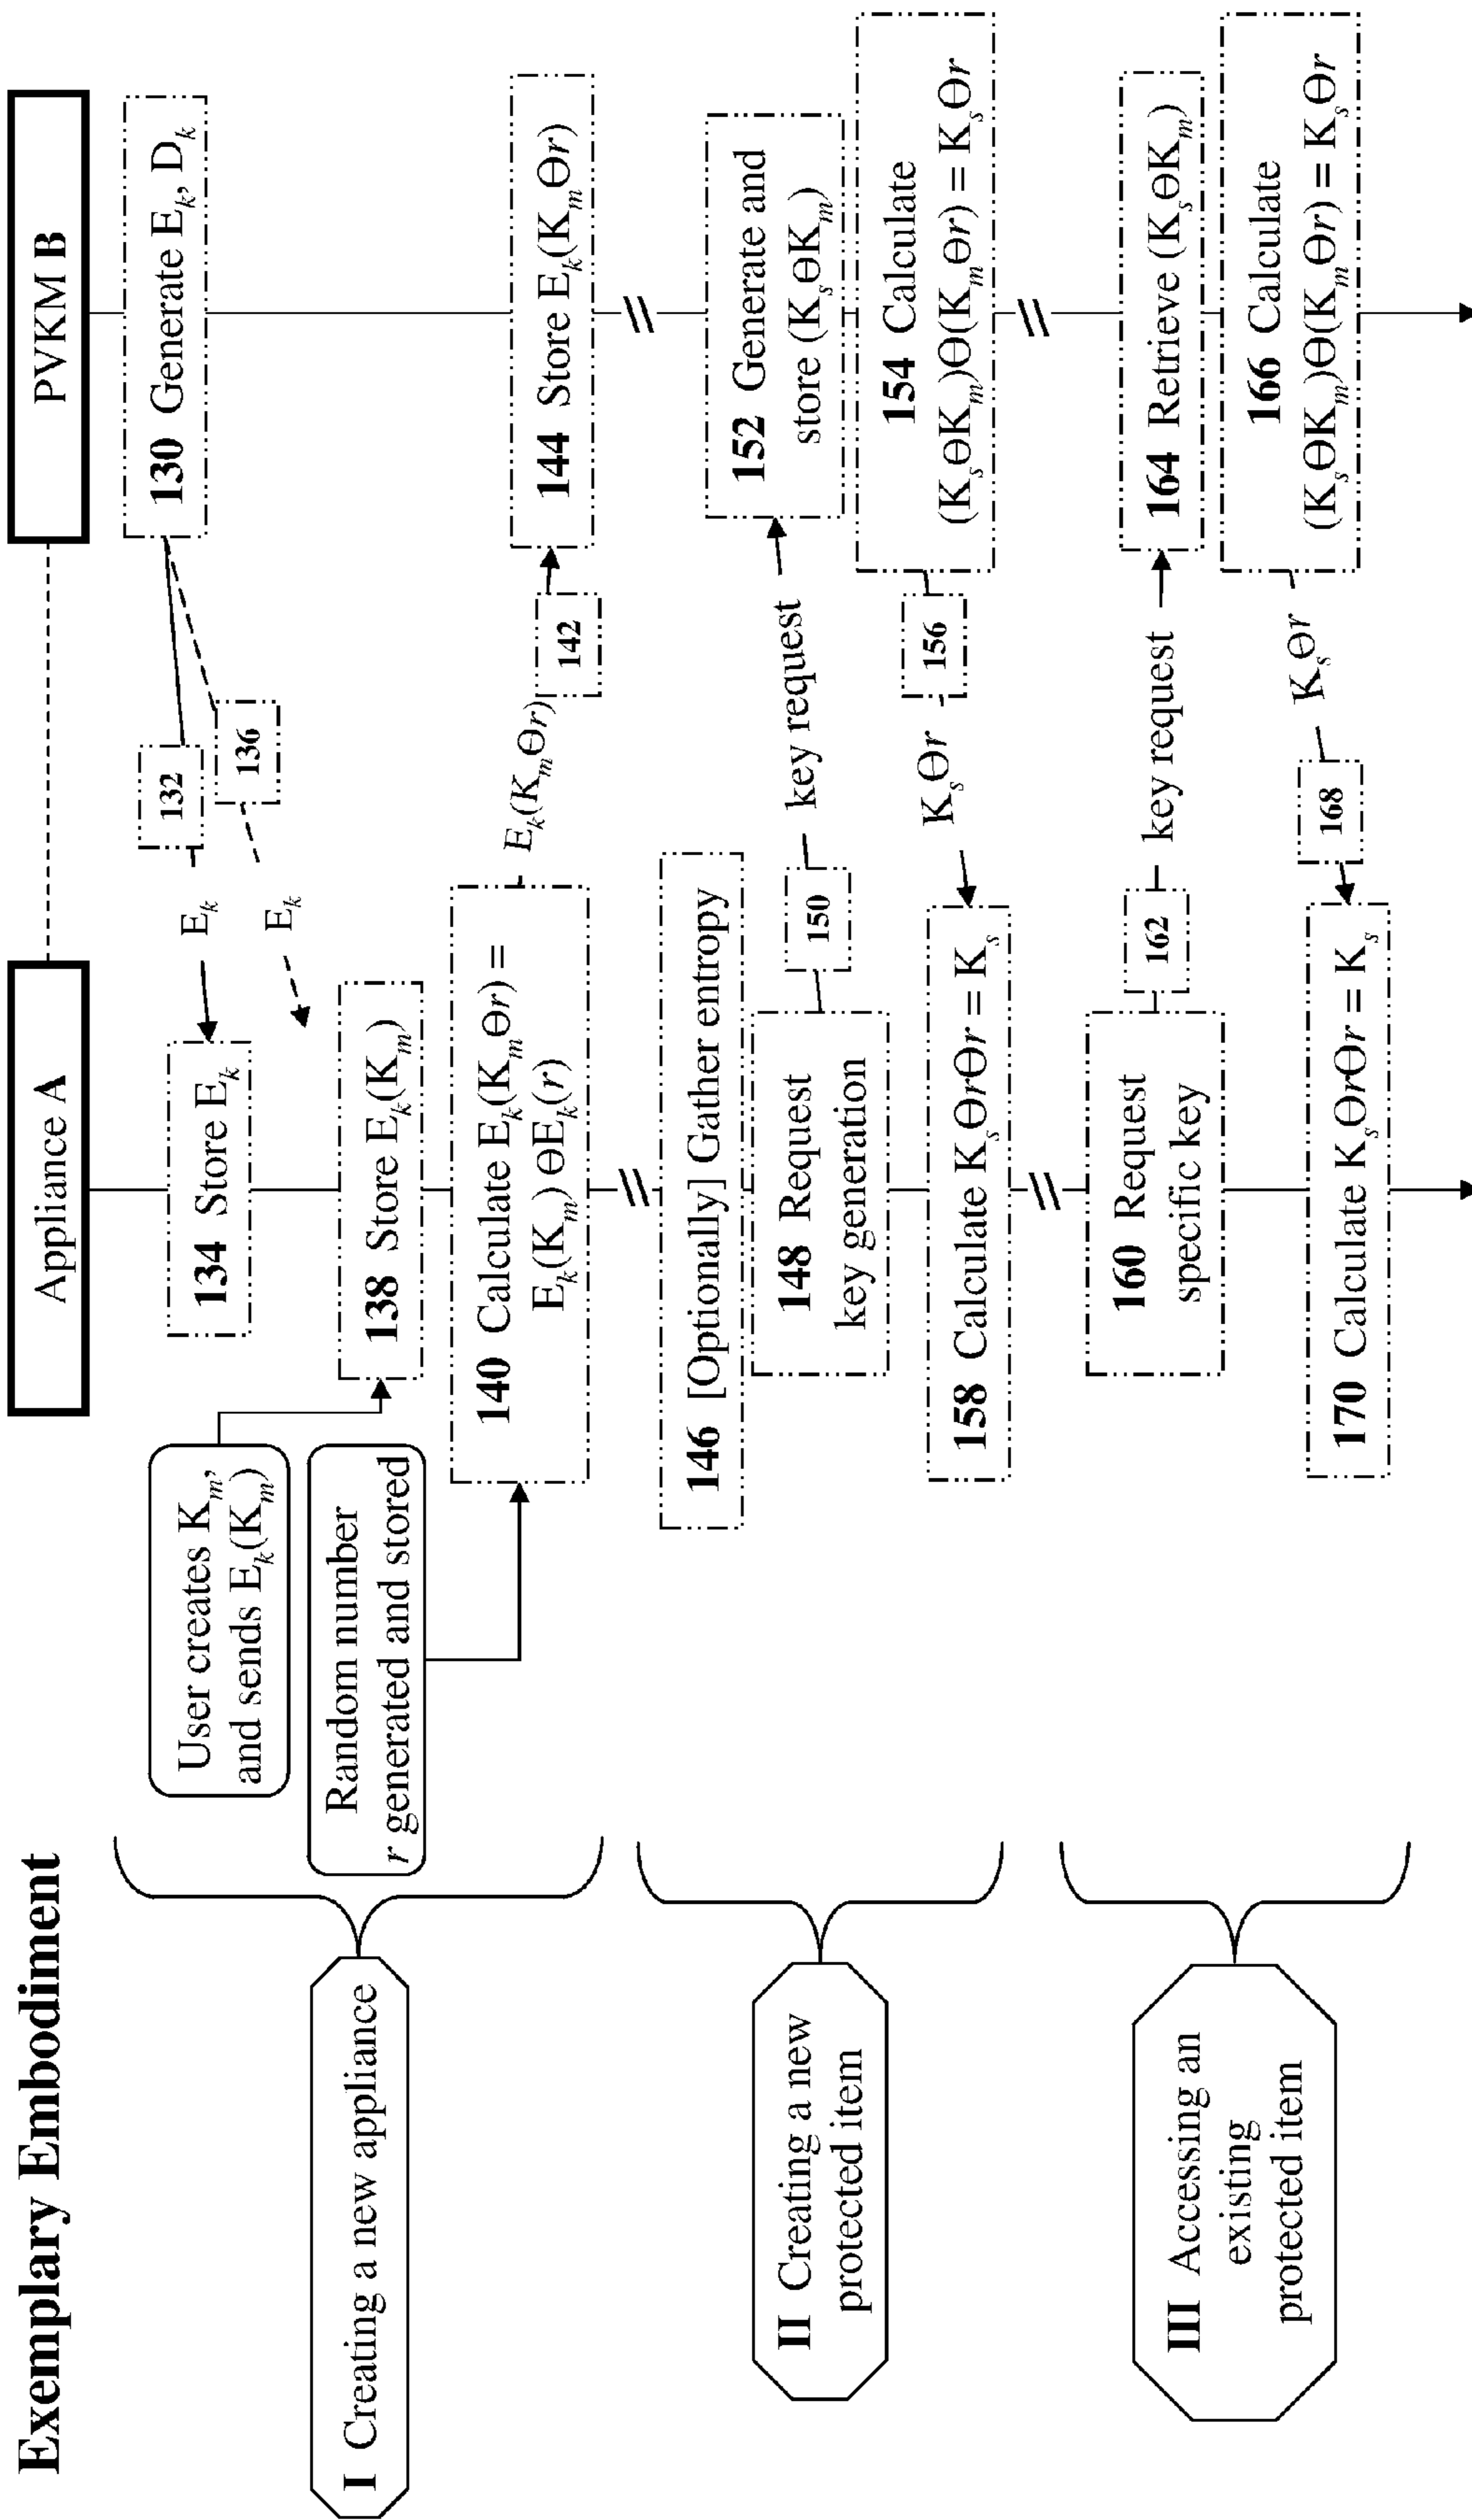 Exemplary Embodiment
Appliance A
PVKM B
130 Generate Eₖ, Dₖ
132
Eₖ
136
Eₖ
134 Store Eₖ
User creates Kₘ,
and sends Eₖ(Kₘ)
138 Store Eₖ(Kₘ)
Random number
r generated and stored
140 Calculate Eₖ(KₘΘr) =
Eₖ(Kₘ)ΘEₖ(r)
Eₖ(KₘΘr)
142
144 Store Eₖ(KₘΘr)
I Creating a new appliance
146 [Optionally] Gather entropy
148 Request
key generation
150
key request
152 Generate and
store (KₛΘKₘ)
154 Calculate
(KₛΘKₘ)Θ(KₘΘr) = KₛΘr
156
KₛΘr
158 Calculate KₛΘrΘr = Kₛ
II Creating a new
protected item
160 Request
specific key
162
key request
164 Retrieve (KₛΘKₘ)
166 Calculate
(KₛΘKₘ)Θ(KₘΘr) = KₛΘr
KₛΘr
168
170 Calculate KₛΘrΘr = Kₛ
III Accessing an
existing
protected item